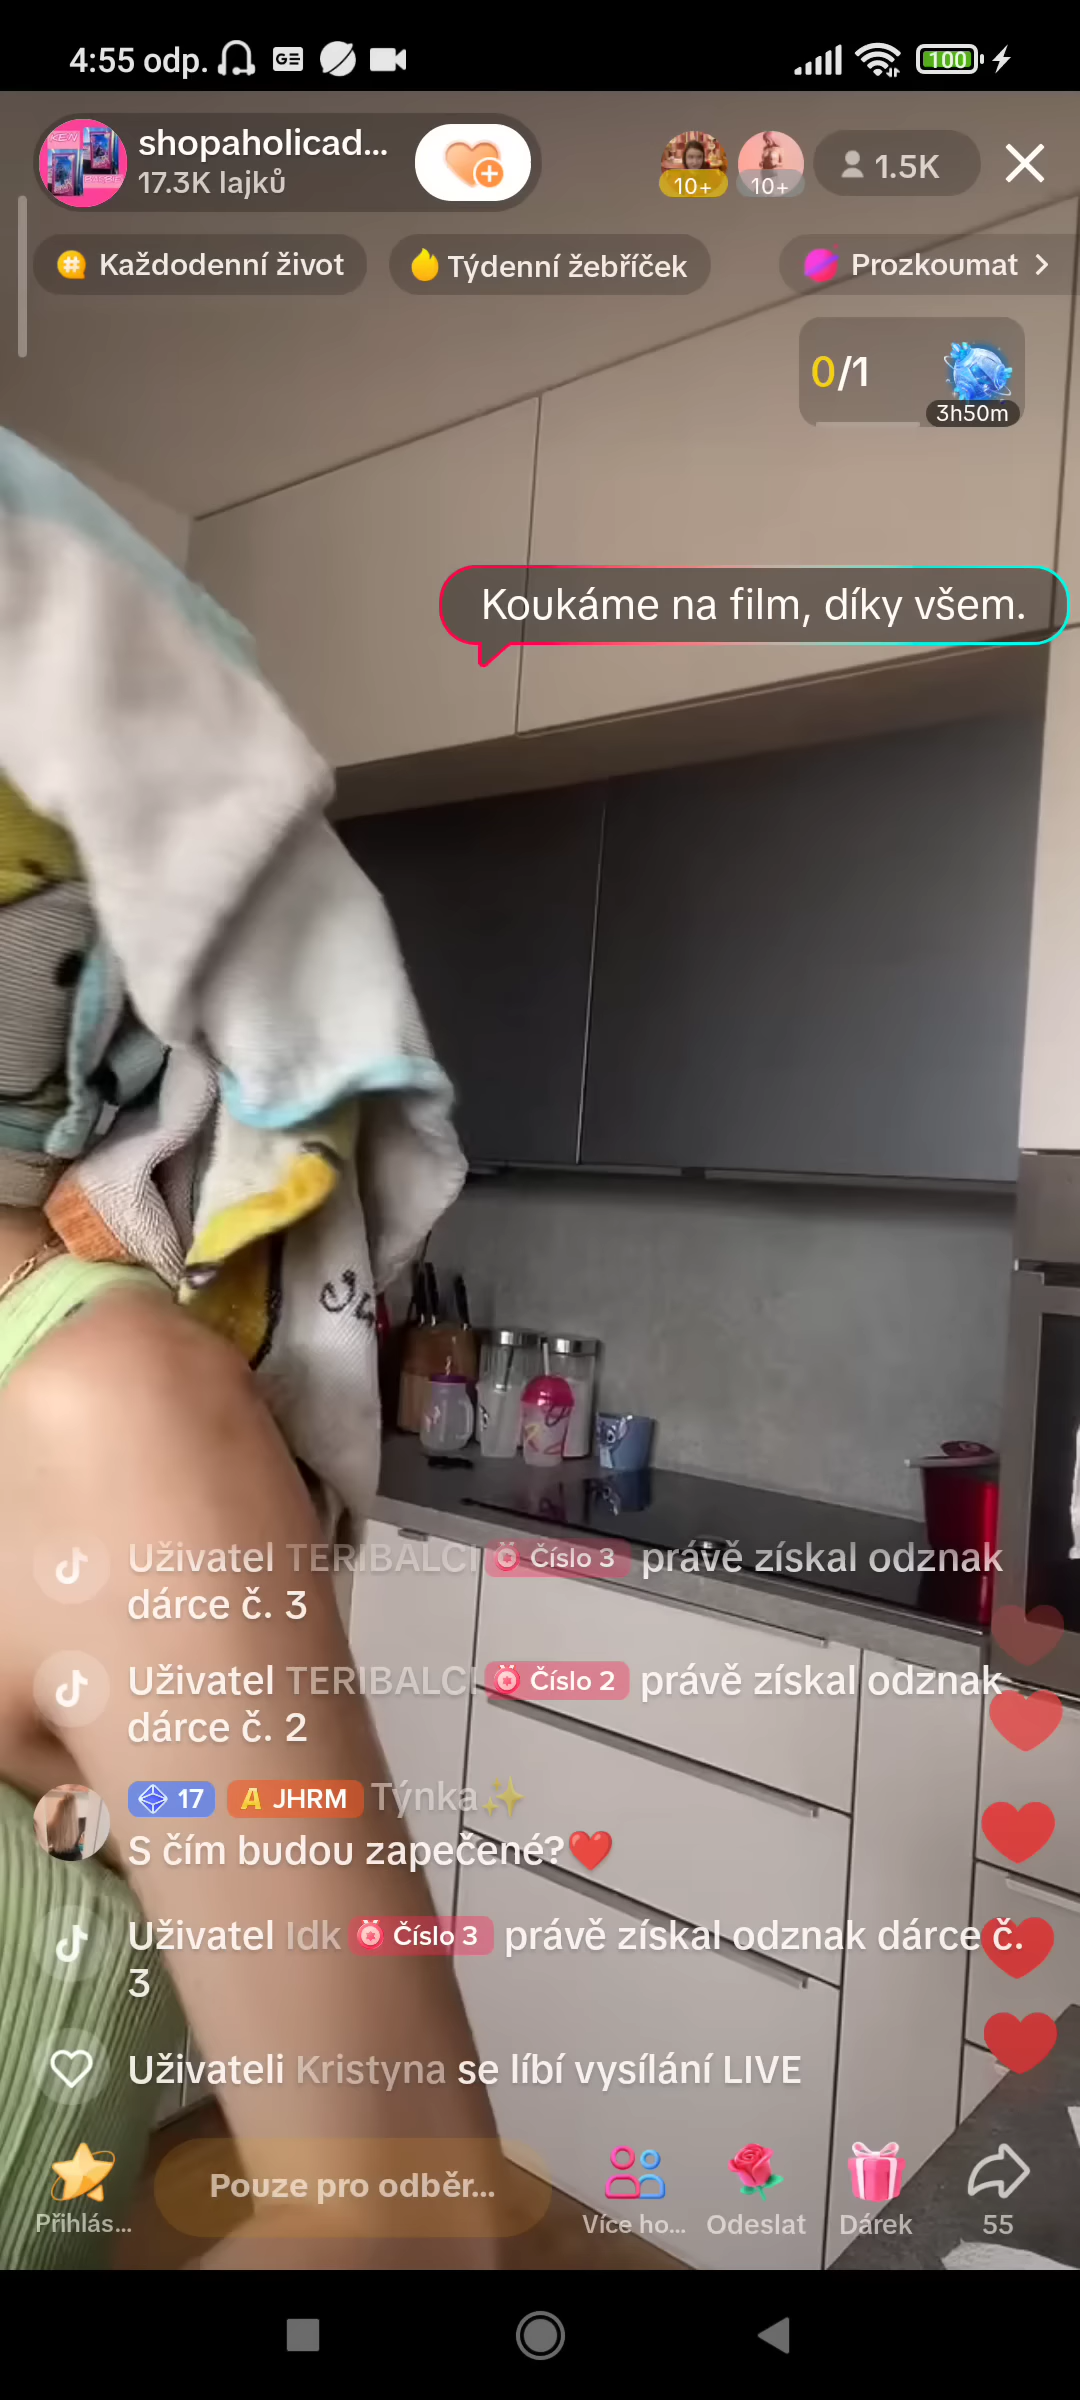 4:55 odp.
100
shopaholicad...
17.3K lajků
10+
10+
1.5K
Každodenní život
Týdenní žebříček
Prozkoumat
0/1
3h50m
Koukáme na film, díky všem.
Uživatel TERIBALCI Číslo 3 právě získal odznak
dárce č. 3
Uživatel TERIBALCI Číslo 2 právě získal odznak
dárce č. 2
17 A JHRM Týnka✨
S čím budou zapečené?❤️
Uživatel Idk Číslo 3 právě získal odznak dárce č.
3
Uživateli Kristyna se líbí vysílání LIVE
Pouze pro odběr...
Přihlás...
Více ho...
Odeslat
Dárek
55